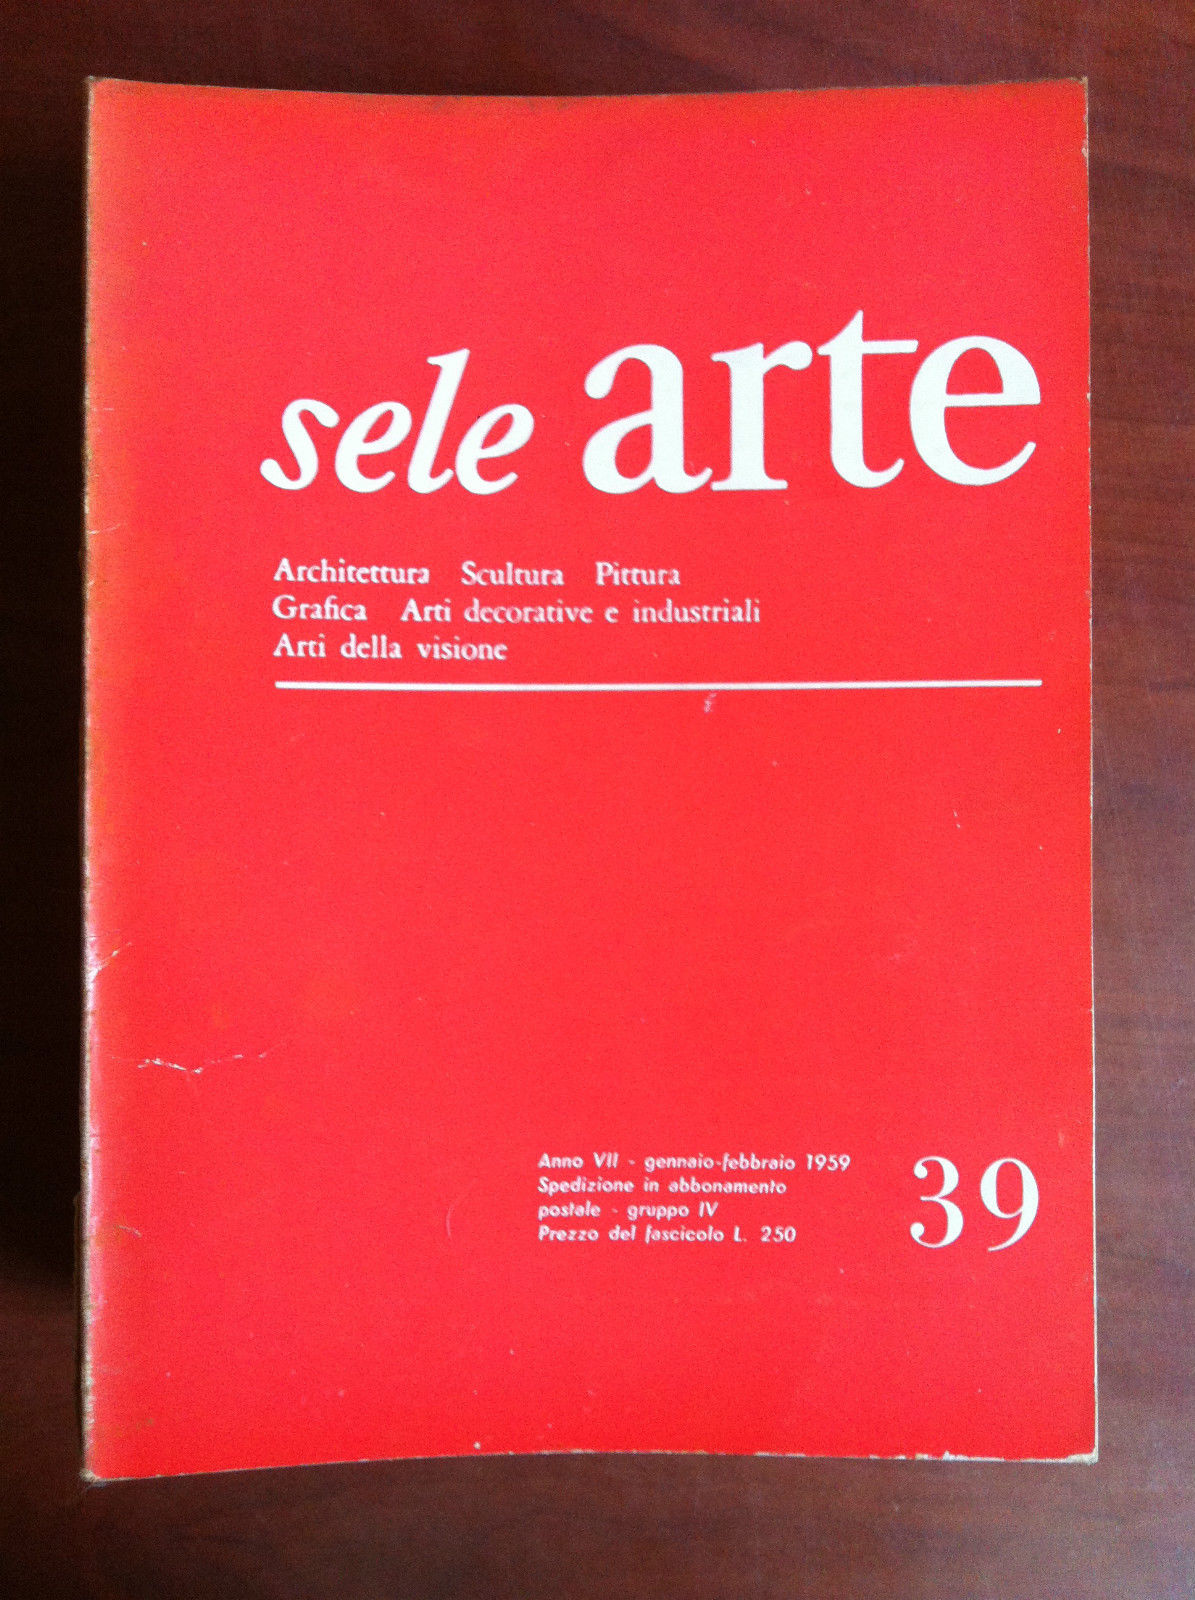 sele arte
Architettura Scultura Pittura
Grafica Arti decorative e industriali
Arti della visione
Anno VII - gennaio-febbraio 1959
Spedizione in abbonamento
postale - gruppo IV
Prezzo del fascicolo L. 250
39